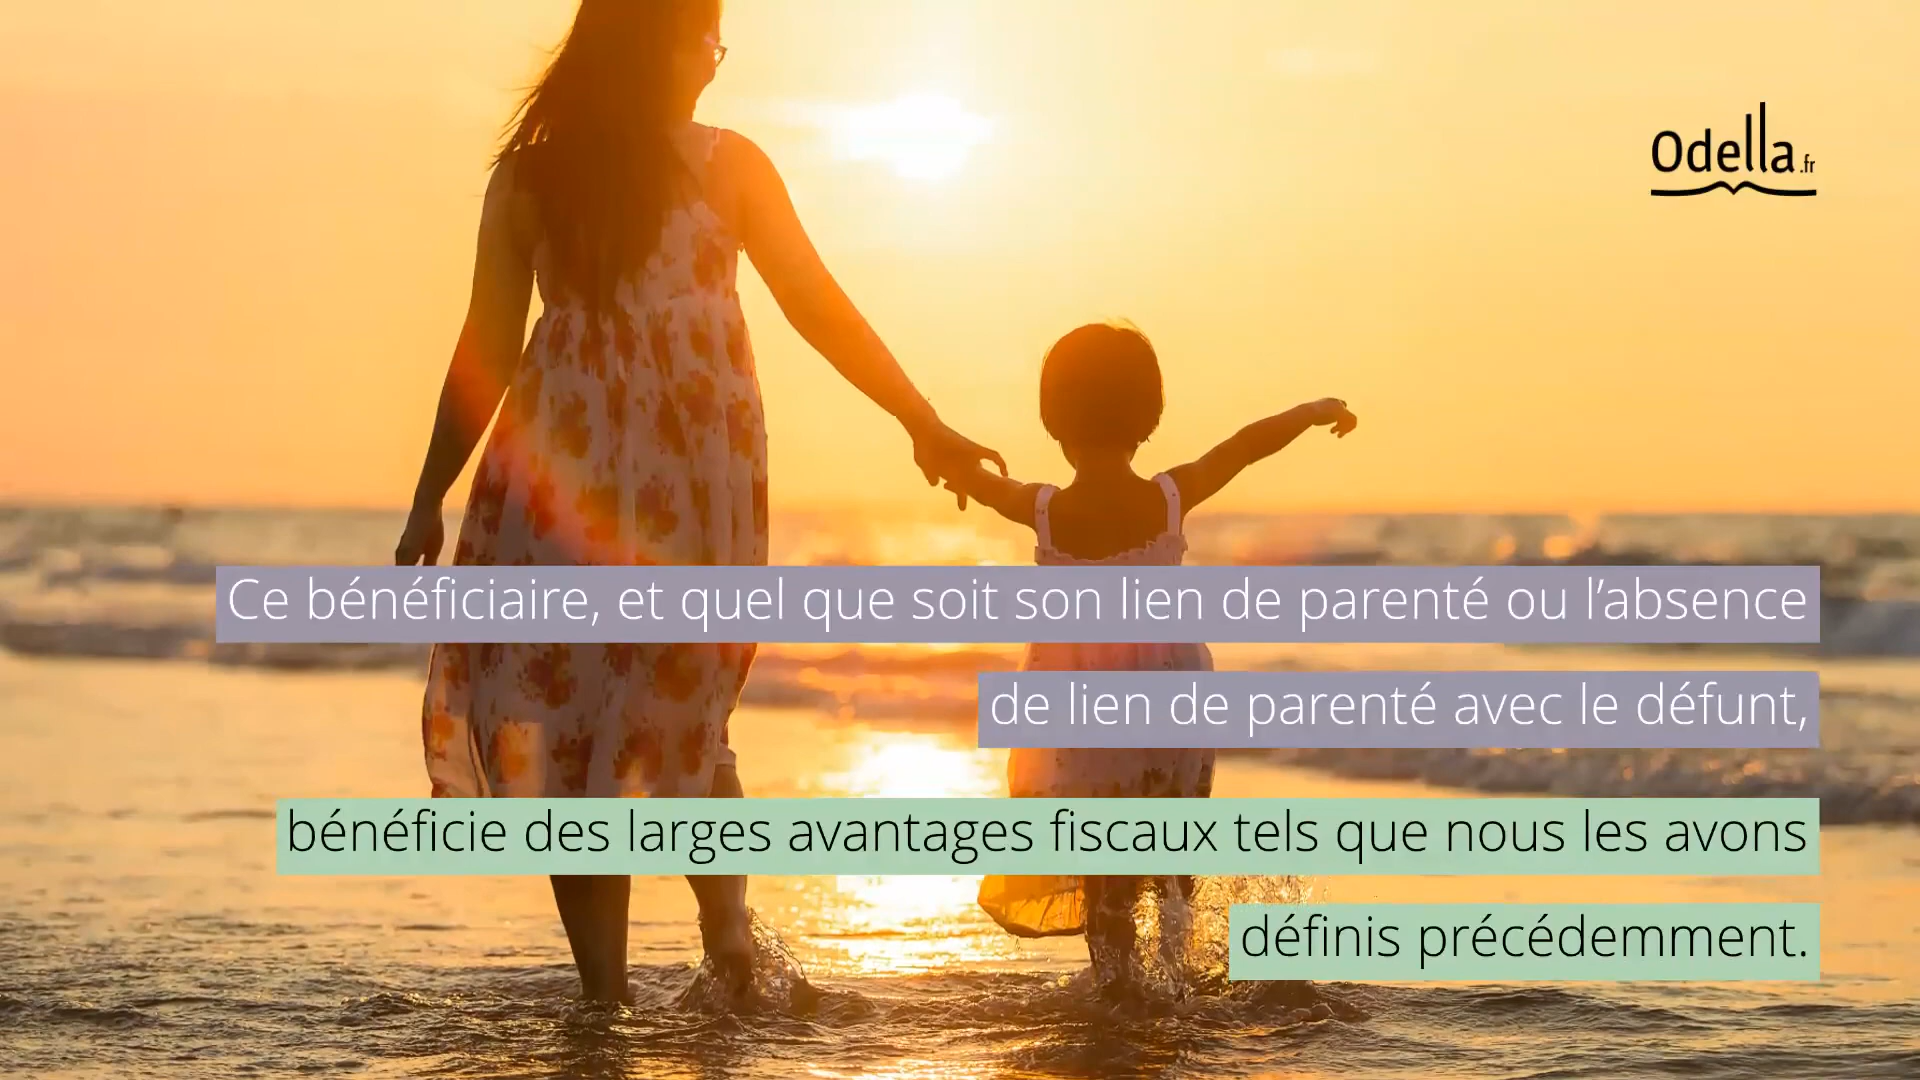 Odella.fr
Ce bénéficiaire, et quel que soit son lien de parenté ou l’absence
de lien de parenté avec le défunt,
bénéficie des larges avantages fiscaux tels que nous les avons
définis précédemment.